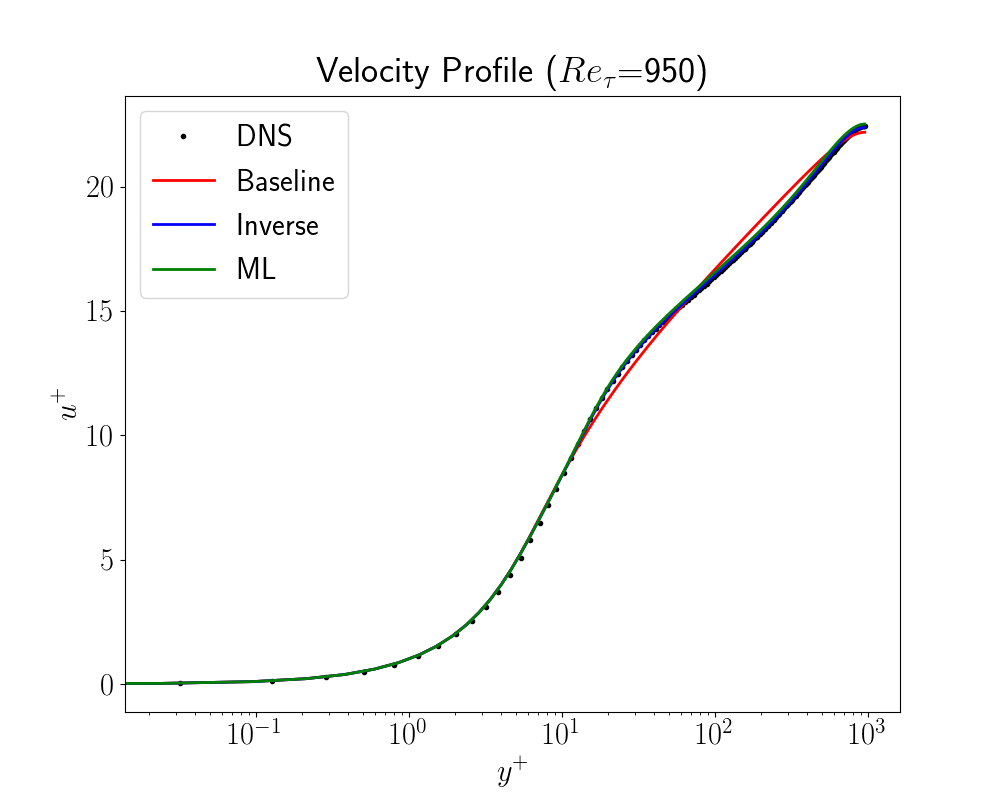 Velocity Profile ($Re_\tau$=950)
DNS
Baseline
Inverse
ML
20
15
10
5
0
$u^+$
$10^{-1}$ $10^0$ $10^1$ $10^2$ $10^3$
$y^+$